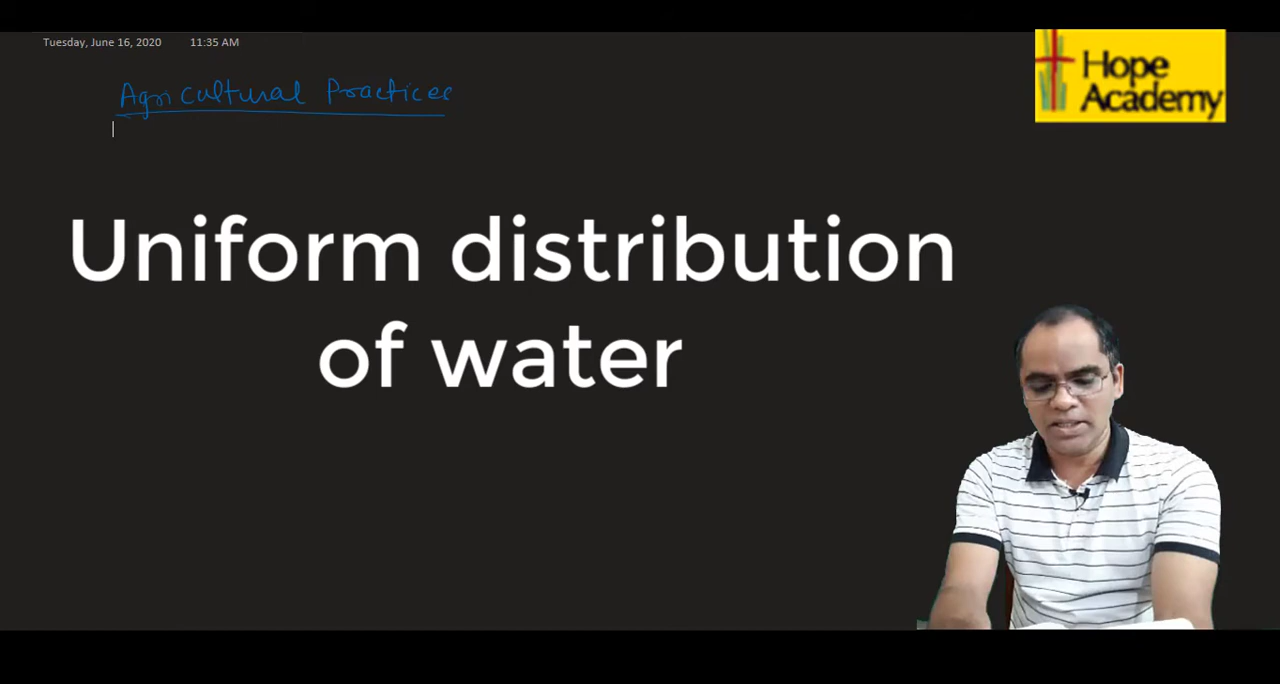 Tuesday, June 16, 2020 11:35 AM
Hope
Academy
Agricultural Practices
Uniform distribution
of water